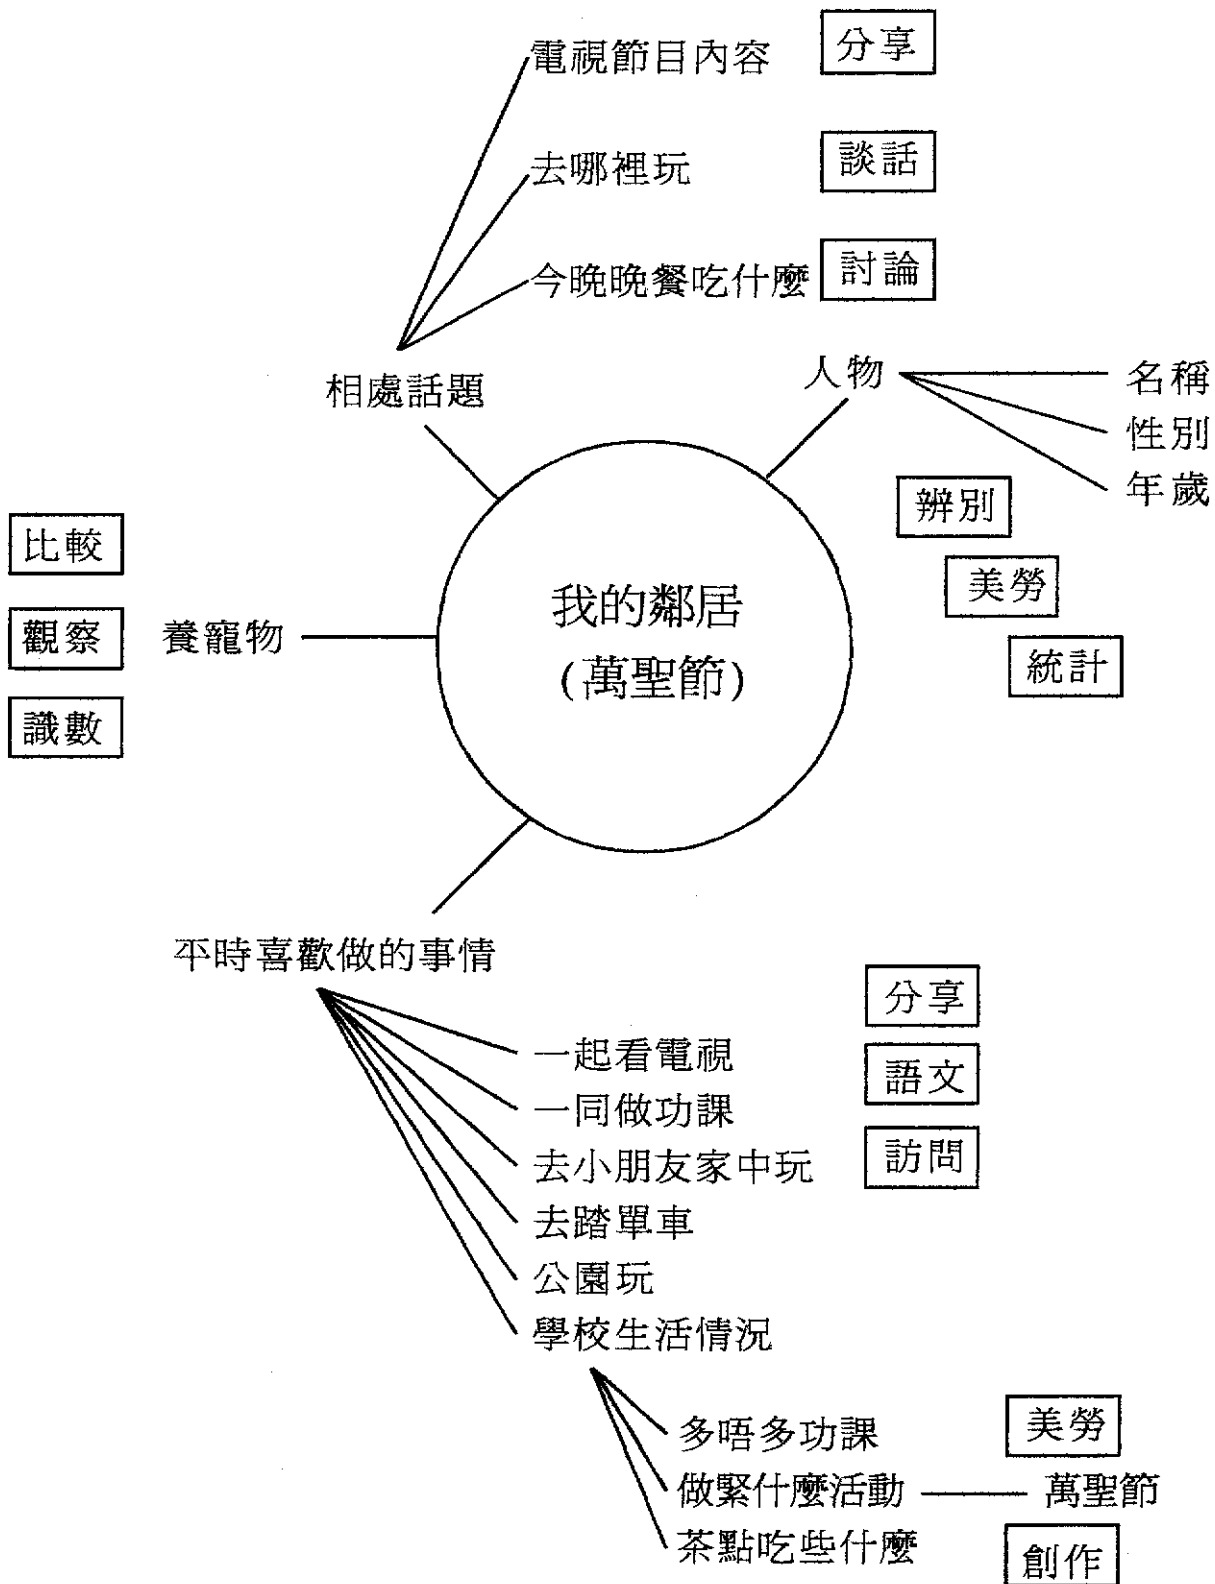 電視節目內容
分享
去哪裡玩
談話
今晚晚餐吃什麼
討論
相處話題
人物
名稱
性別
年歲
辨別
美勞
統計
比較
觀察
識數
養寵物
我的鄰居
(萬聖節)
平時喜歡做的事情
分享
一起看電視
語文
一同做功課
訪問
去小朋友家中玩
去踏單車
公園玩
學校生活情況
多唔多功課
美勞
做緊什麼活動
萬聖節
茶點吃些什麼
創作